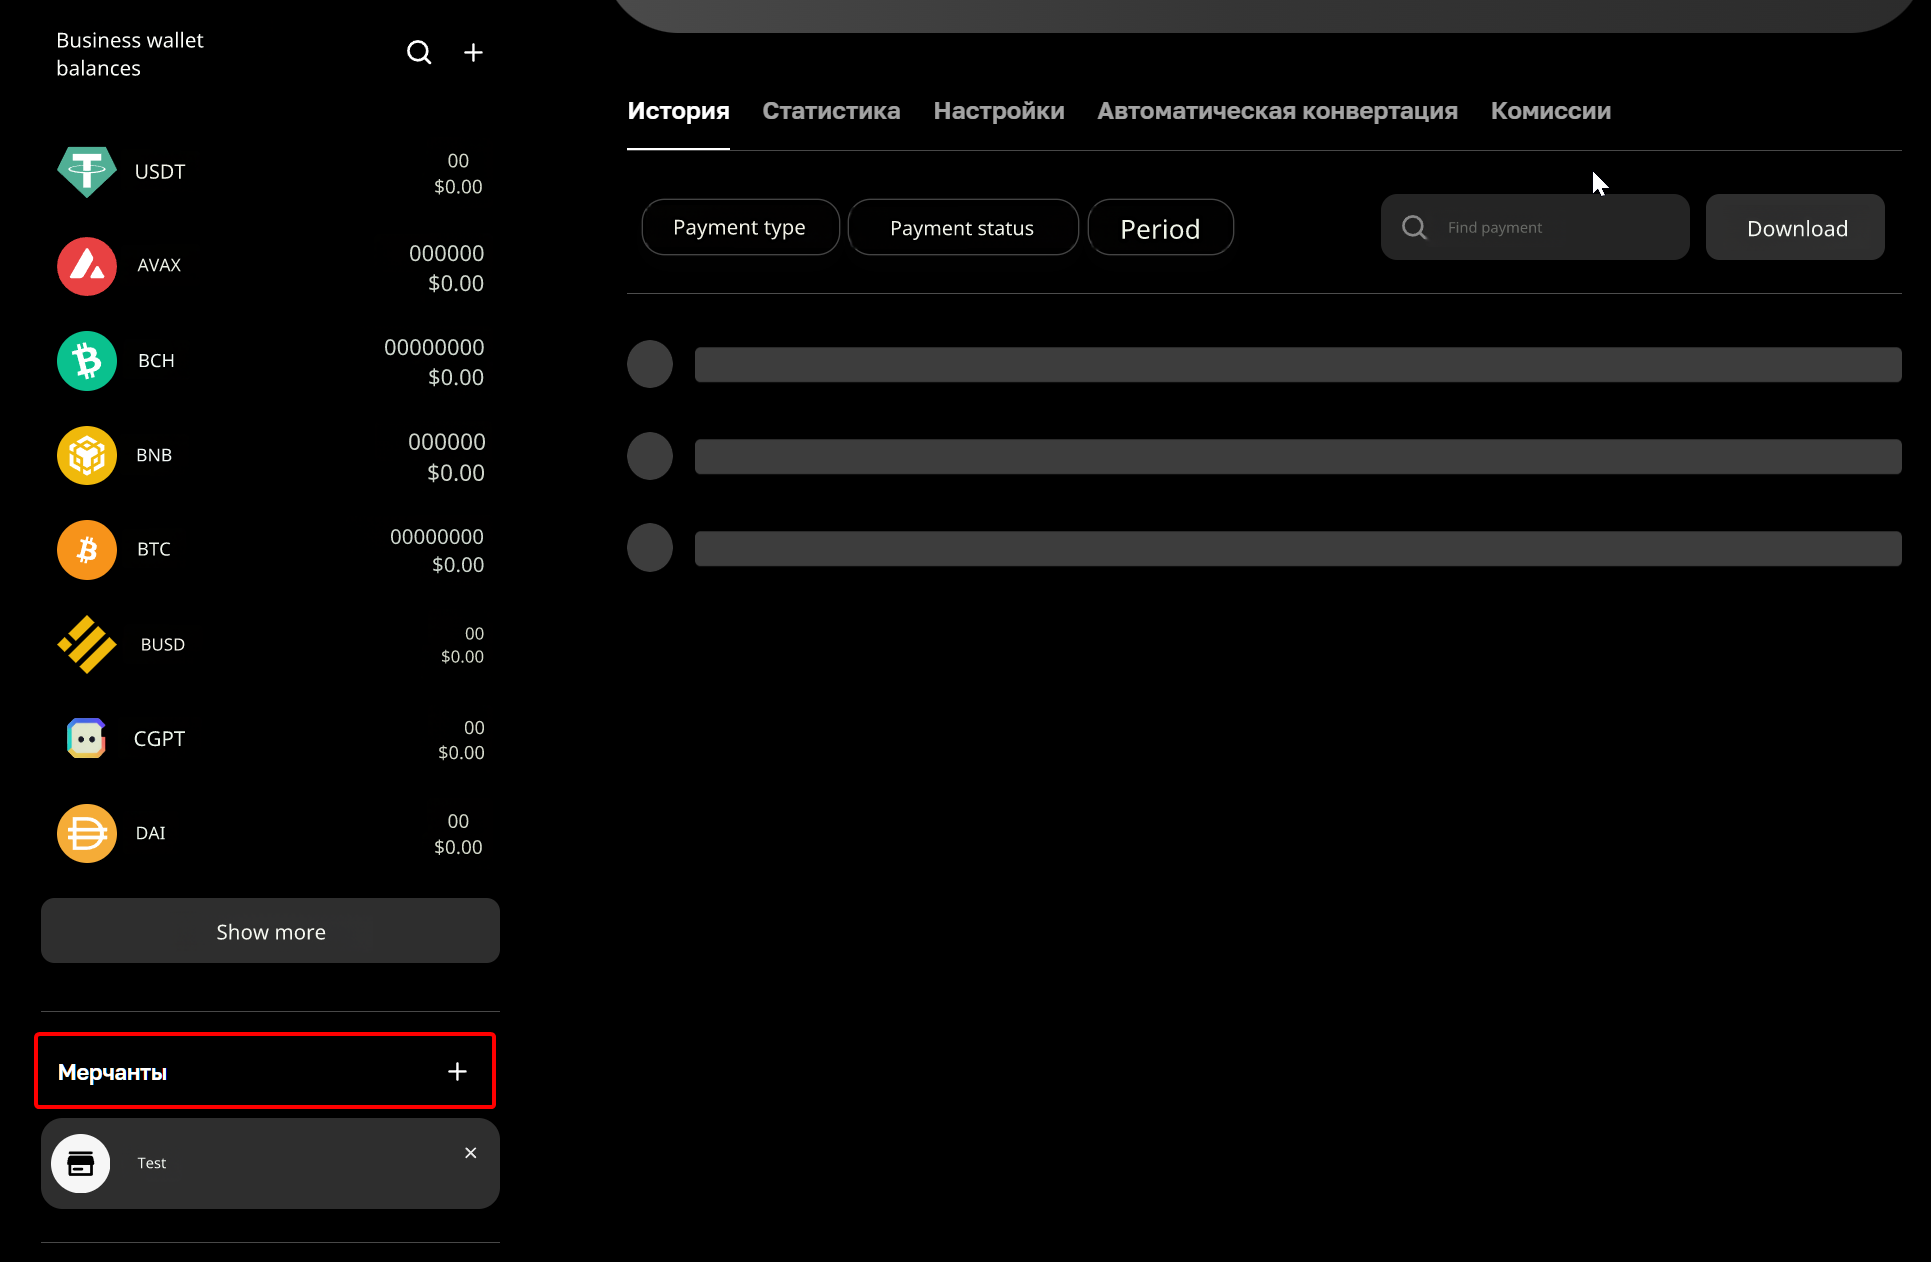 Business wallet
balances
USDT
00
$0.00
AVAX
000000
$0.00
BCH
00000000
$0.00
BNB
000000
$0.00
BTC
00000000
$0.00
BUSD
00
$0.00
CGPT
00
$0.00
DAI
00
$0.00
Show more
Мерчанты
Test
История Статистика Настройки Автоматическая конвертация Комиссии
Payment type Payment status Period Find payment Download